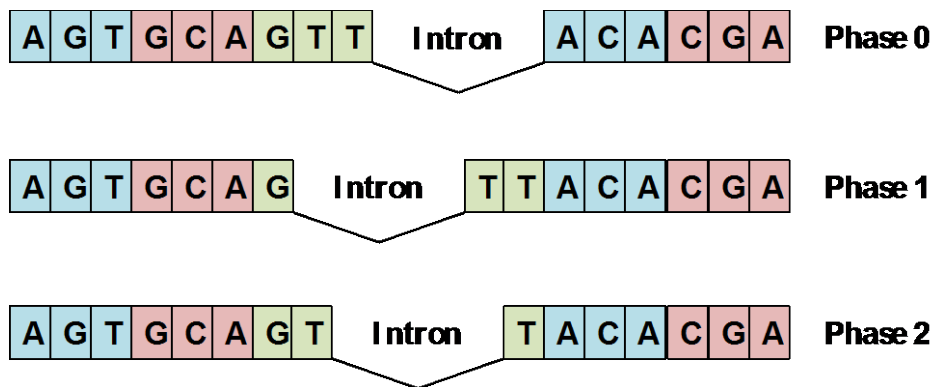 A G T G C A G T T Intron A C A C G A Phase 0
A G T G C A G Intron T T A C A C G A Phase 1
A G T G C A G T Intron T A C A C G A Phase 2